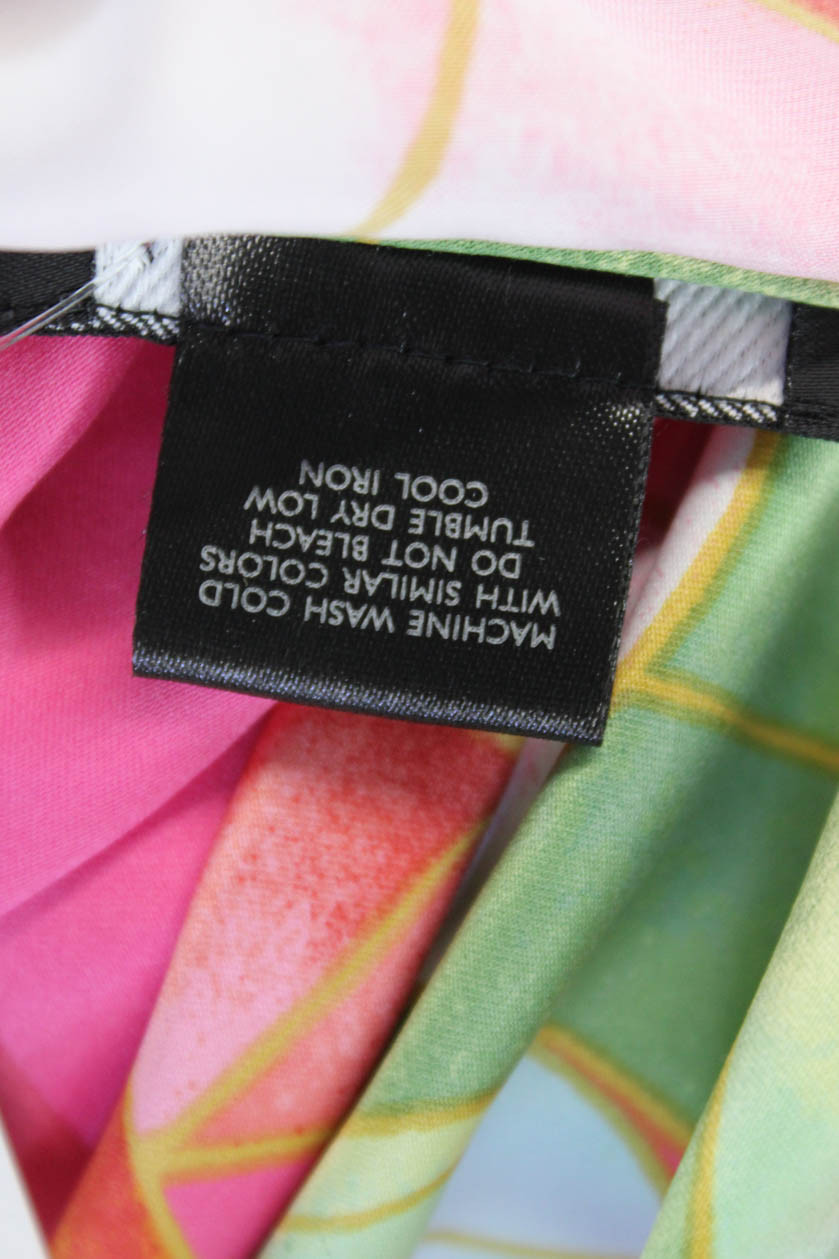 MACHINE WASH COLD
WITH SIMILAR COLORS
DO NOT BLEACH
TUMBLE DRY LOW
COOL IRON